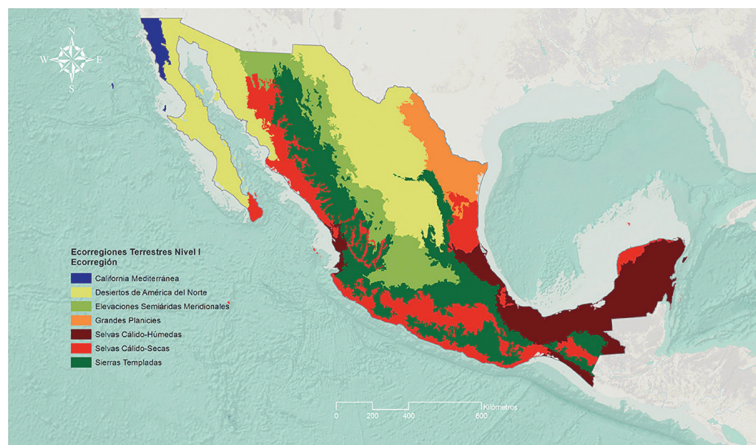 N
W E
S
Ecorregiones Terrestres Nivel I
Ecorregión
California Mediterránea
Desiertos de América del Norte
Elevaciones Semiáridas Meridionales
Grandes Planicies
Selvas Cálido-Húmedas
Selvas Cálido-Secas
Sierras Templadas
Kilómetros
0 200 400 800